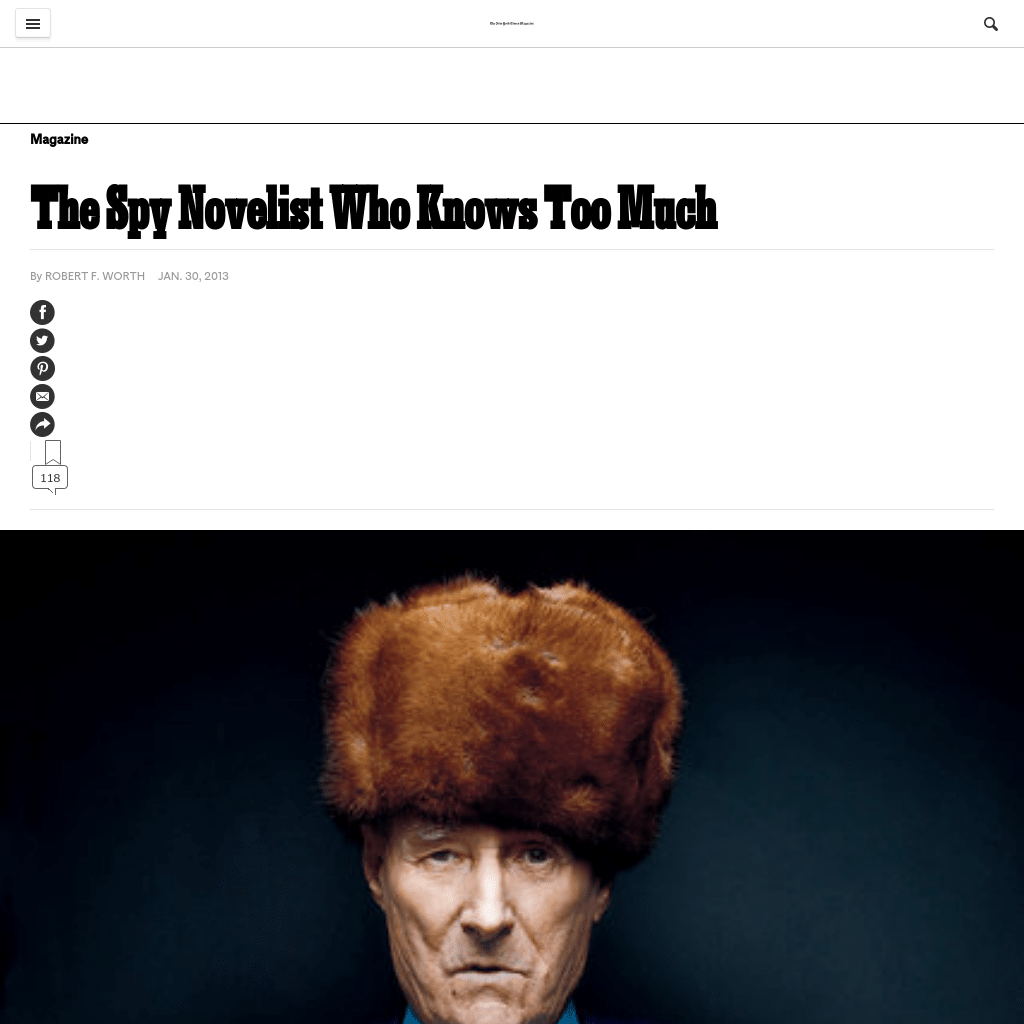 The New York Times Magazine
Magazine
The Spy Novelist Who Knows Too Much
By ROBERT F. WORTH JAN. 30, 2013
118